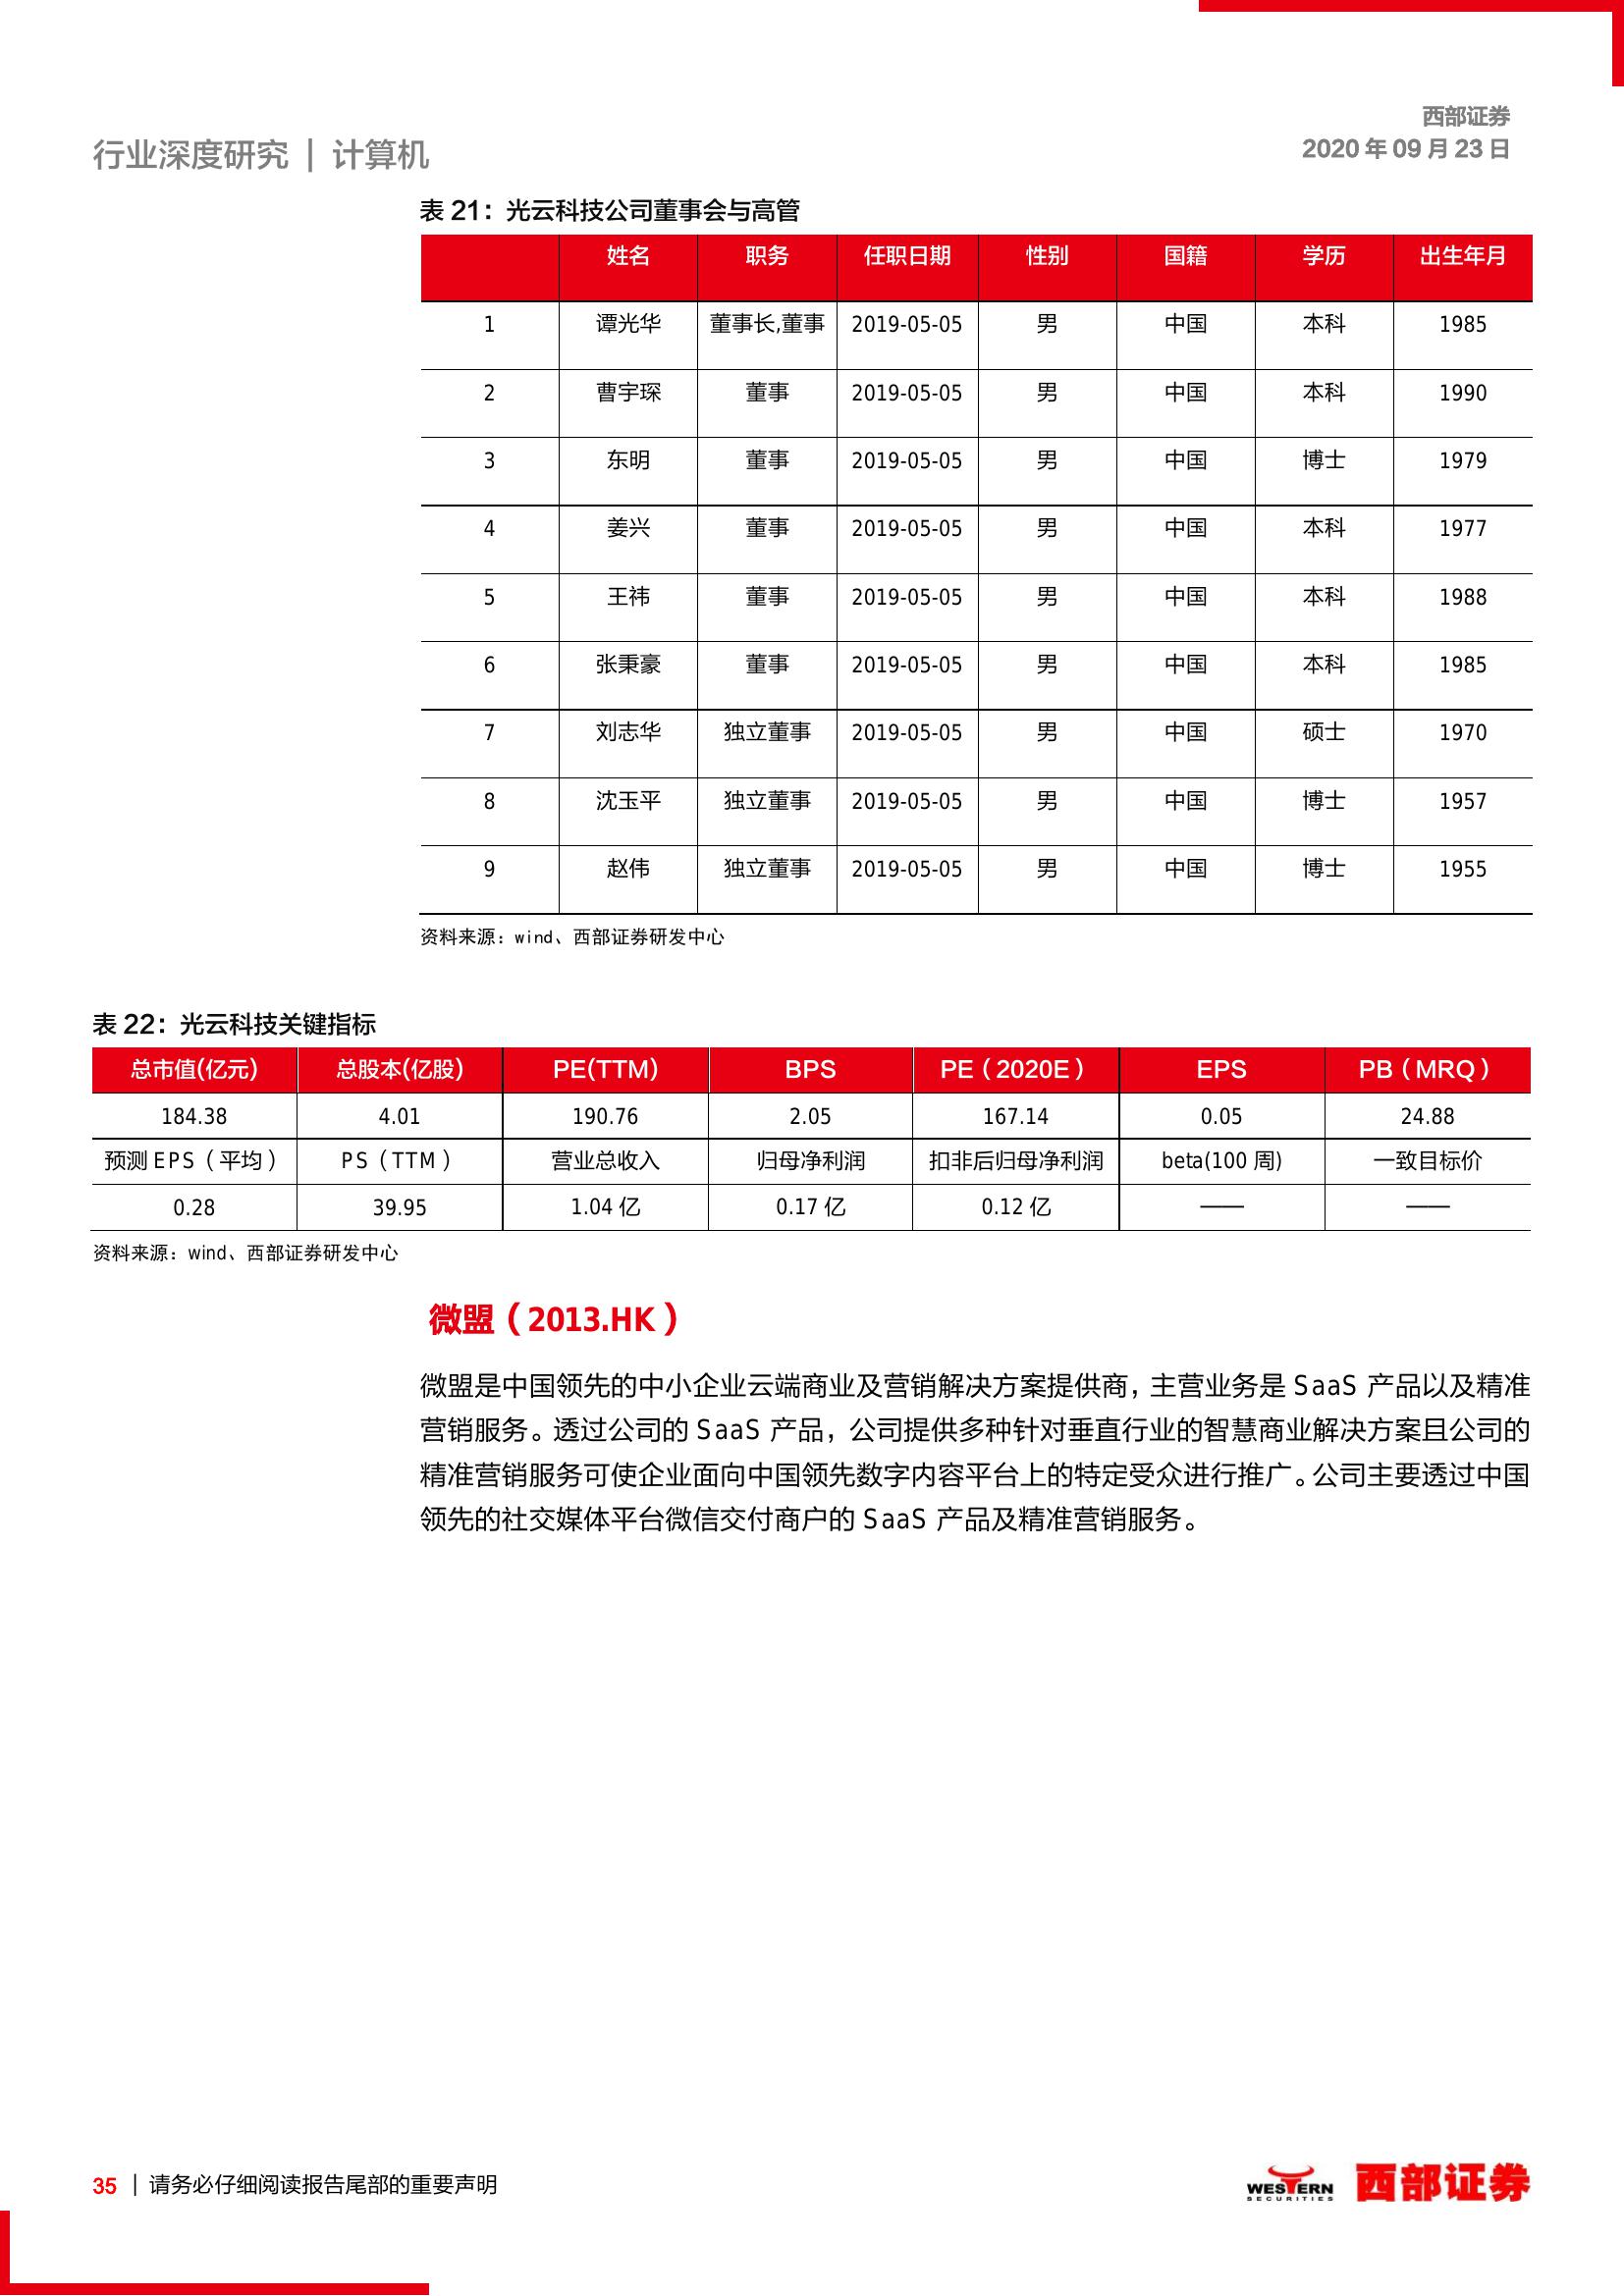 西部证券
行业深度研究 | 计算机
2020 年 09 月 23 日
表 21：光云科技公司董事会与高管
姓名 职务 任职日期 性别 国籍 学历 出生年月
1 谭光华 董事长,董事 2019-05-05 男 中国 本科 1985
2 曹宇琛 董事 2019-05-05 男 中国 本科 1990
3 东明 董事 2019-05-05 男 中国 博士 1979
4 姜兴 董事 2019-05-05 男 中国 本科 1977
5 王祎 董事 2019-05-05 男 中国 本科 1988
6 张秉豪 董事 2019-05-05 男 中国 本科 1985
7 刘志华 独立董事 2019-05-05 男 中国 硕士 1970
8 沈玉平 独立董事 2019-05-05 男 中国 博士 1957
9 赵伟 独立董事 2019-05-05 男 中国 博士 1955
资料来源：wind、西部证券研发中心
表 22：光云科技关键指标
总市值(亿元) 总股本(亿股) PE(TTM) BPS PE（2020E） EPS PB（MRQ）
184.38 4.01 190.76 2.05 167.14 0.05 24.88
预测 EPS（平均） PS（TTM） 营业总收入 归母净利润 扣非后归母净利润 beta(100 周) 一致目标价
0.28 39.95 1.04 亿 0.17 亿 0.12 亿 —— ——
资料来源：wind、西部证券研发中心
微盟（2013.HK）
微盟是中国领先的中小企业云端商业及营销解决方案提供商，主营业务是 SaaS 产品以及精准
营销服务。透过公司的 SaaS 产品，公司提供多种针对垂直行业的智慧商业解决方案且公司的
精准营销服务可使企业面向中国领先数字内容平台上的特定受众进行推广。公司主要透过中国
领先的社交媒体平台微信交付商户的 SaaS 产品及精准营销服务。
35 | 请务必仔细阅读报告尾部的重要声明
WESTERN
SECURITIES
西部证券